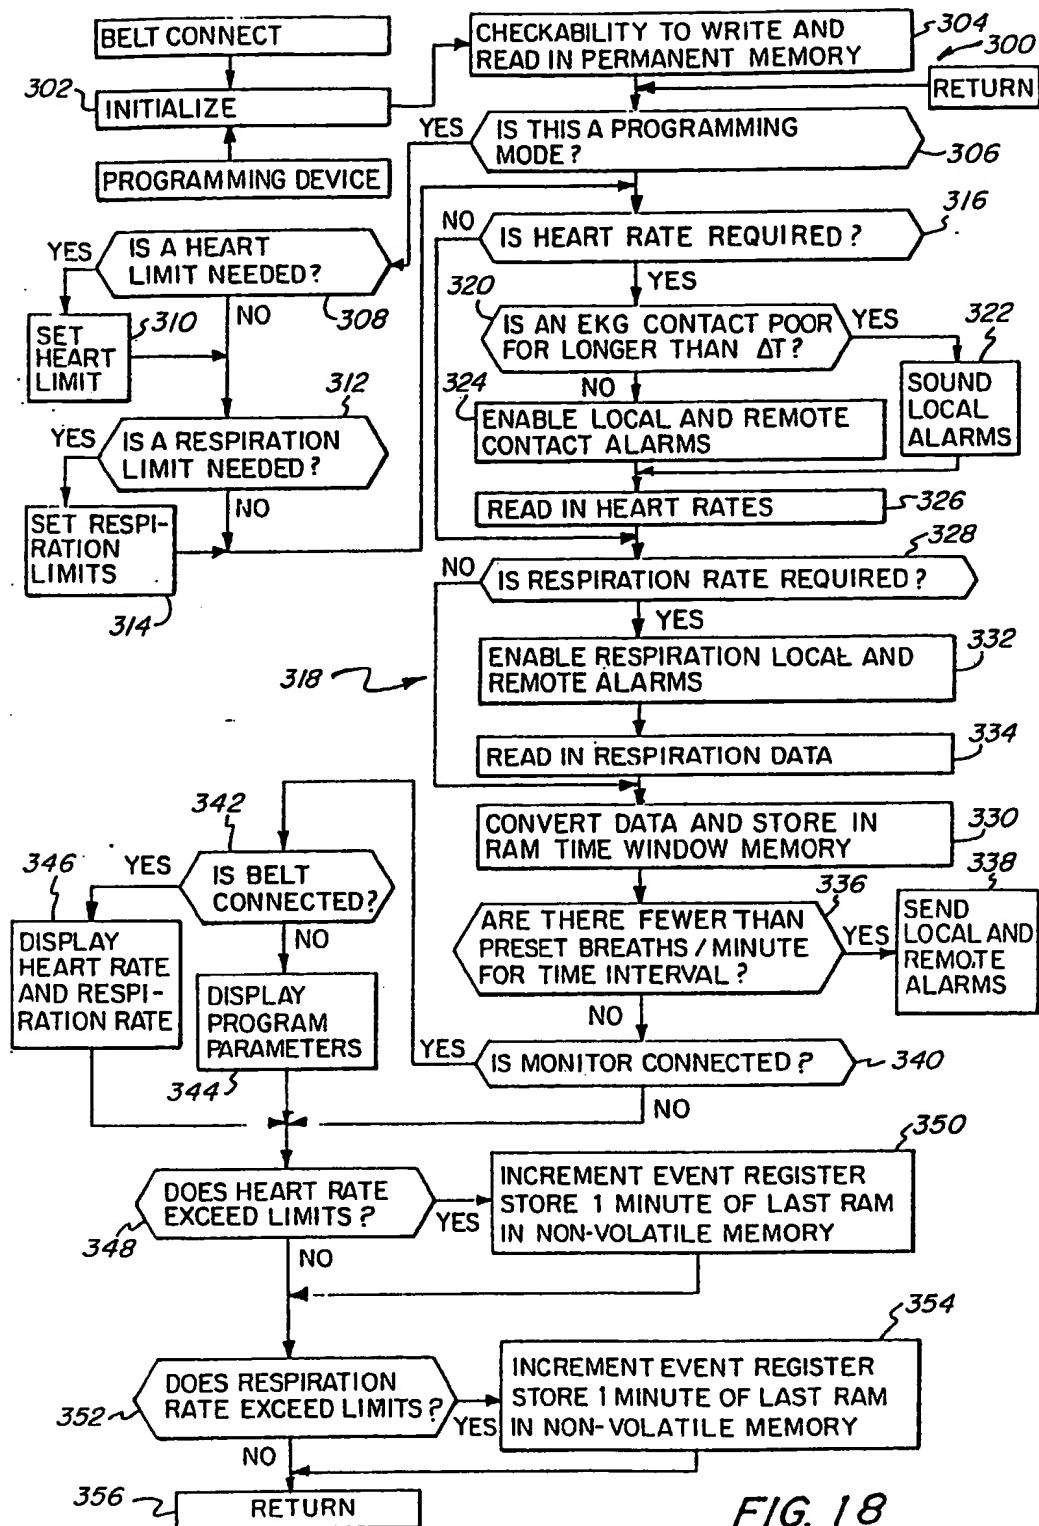 BELT CONNECT
302
INITIALIZE
PROGRAMMING DEVICE
CHECKABILITY TO WRITE AND
READ IN PERMANENT MEMORY
304
300
RETURN
YES
IS THIS A PROGRAMMING
MODE?
306
NO
IS HEART RATE REQUIRED?
316
YES
YES
IS A HEART
LIMIT NEEDED?
308
NO
310
SET
HEART
LIMIT
312
YES
IS A RESPIRATION
LIMIT NEEDED?
NO
SET RESPI-
RATION
LIMITS
314
320
IS AN EKG CONTACT POOR
FOR LONGER THAN ΔT?
YES
322
SOUND
LOCAL
ALARMS
NO
324
ENABLE LOCAL AND REMOTE
CONTACT ALARMS
READ IN HEART RATES
326
328
NO
IS RESPIRATION RATE REQUIRED?
YES
318
ENABLE RESPIRATION LOCAL AND
REMOTE ALARMS
332
READ IN RESPIRATION DATA
334
CONVERT DATA AND STORE IN
RAM TIME WINDOW MEMORY
330
336
ARE THERE FEWER THAN
PRESET BREATHS/MINUTE
FOR TIME INTERVAL?
YES
338
SEND
LOCAL AND
REMOTE
ALARMS
NO
YES
IS MONITOR CONNECTED?
340
NO
342
YES
IS BELT
CONNECTED?
NO
346
DISPLAY
HEART RATE
AND RESPI-
RATION RATE
DISPLAY
PROGRAM
PARAMETERS
344
DOES HEART RATE
EXCEED LIMITS?
348
YES
NO
350
INCREMENT EVENT REGISTER
STORE 1 MINUTE OF LAST RAM
IN NON-VOLATILE MEMORY
DOES RESPIRATION
RATE EXCEED LIMITS?
352
YES
NO
354
INCREMENT EVENT REGISTER
STORE 1 MINUTE OF LAST RAM
IN NON-VOLATILE MEMORY
356
RETURN
FIG. 18